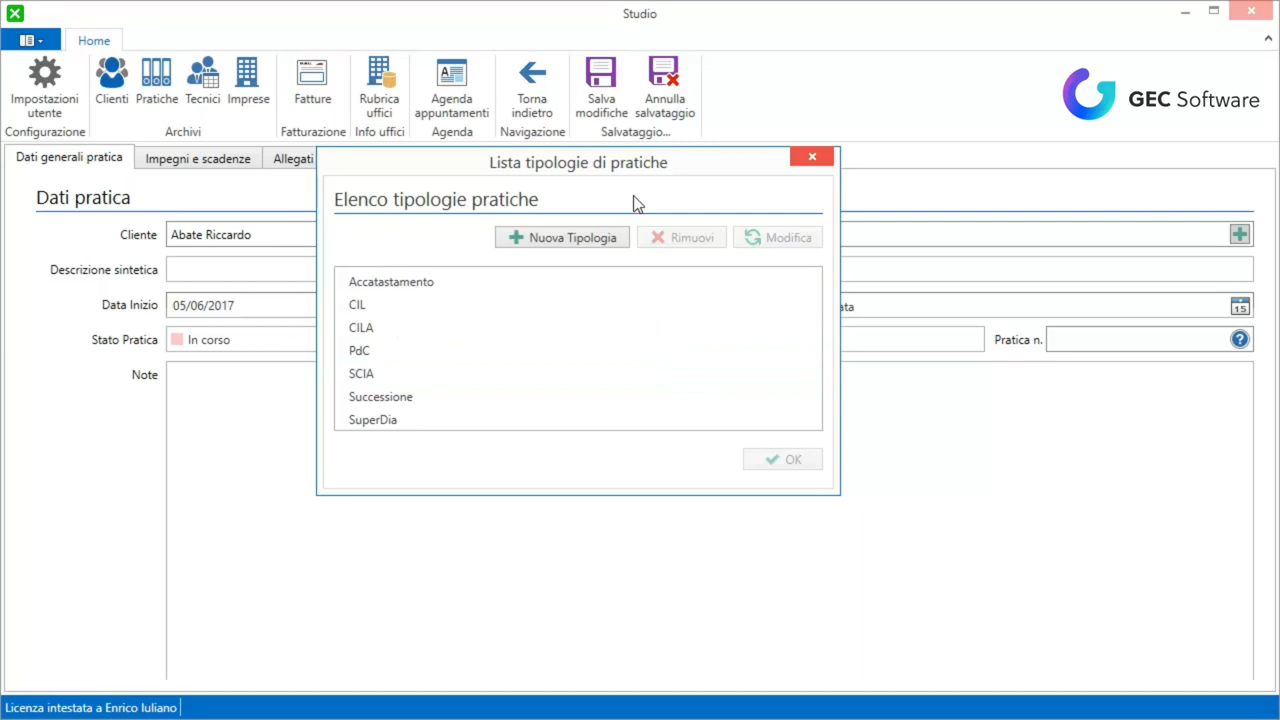 Studio
Home
Impostazioni utente
Clienti
Pratiche
Tecnici
Imprese
Fatture
Rubrica uffici
Agenda appuntamenti
Torna indietro
Salva modifiche
Annulla salvataggio
Configurazione
Archivi
Fatturazione
Info uffici
Agenda
Navigazione
Salvataggio...
GEC Software
Dati generali pratica
Impegni e scadenze
Allegati
Lista tipologie di pratiche
Dati pratica
Elenco tipologie pratiche
Cliente
Abate Riccardo
Nuova Tipologia
Rimuovi
Modifica
Descrizione sintetica
Data Inizio
05/06/2017
ata
15
Stato Pratica
In corso
Pratica n.
?
Note
Accatastamento
CIL
CILA
PdC
SCIA
Successione
SuperDia
OK
Licenza intestata a Enrico Iuliano